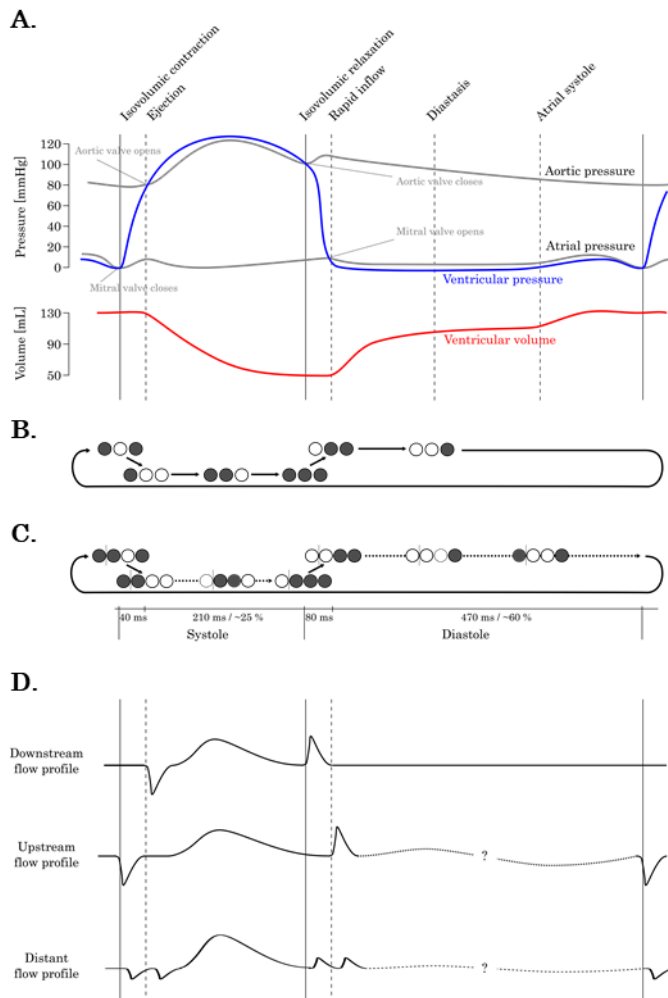 A.
Isovolumic contraction
Ejection
Isovolumic relaxation
Rapid inflow
Diastasis
Atrial systole
Pressure [mmHg]
120
100
80
60
40
20
0
Aortic valve opens
Aortic pressure
Aortic valve closes
Mitral valve opens
Atrial pressure
Ventricular pressure
Mitral valve closes
Volume [mL]
130
90
50
Ventricular volume
B.
C.
40 ms
210 ms / ~25 %
80 ms
470 ms / ~60 %
Systole
Diastole
D.
Downstream
flow profile
Upstream
flow profile
?
Distant
flow profile
?